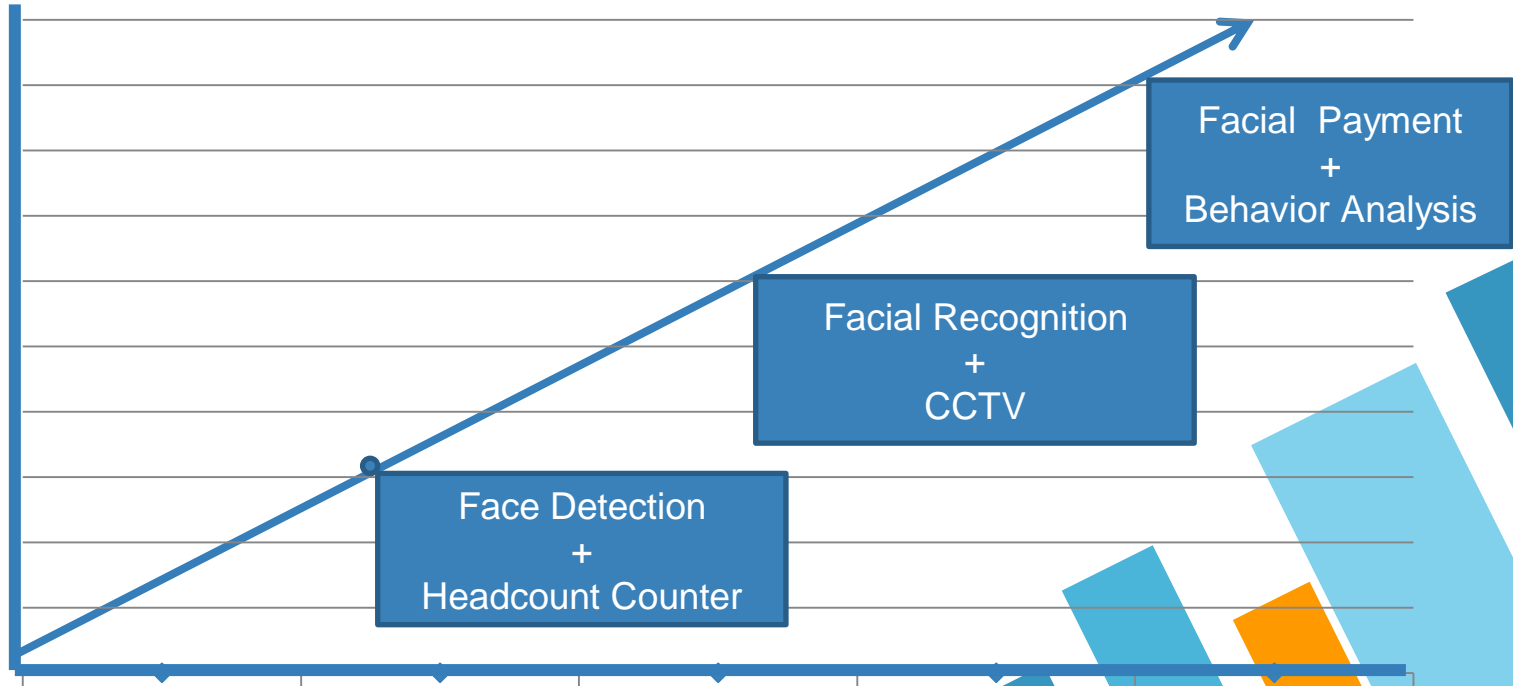 Facial Payment
+
Behavior Analysis
Facial Recognition
+
CCTV
Face Detection
+
Headcount Counter